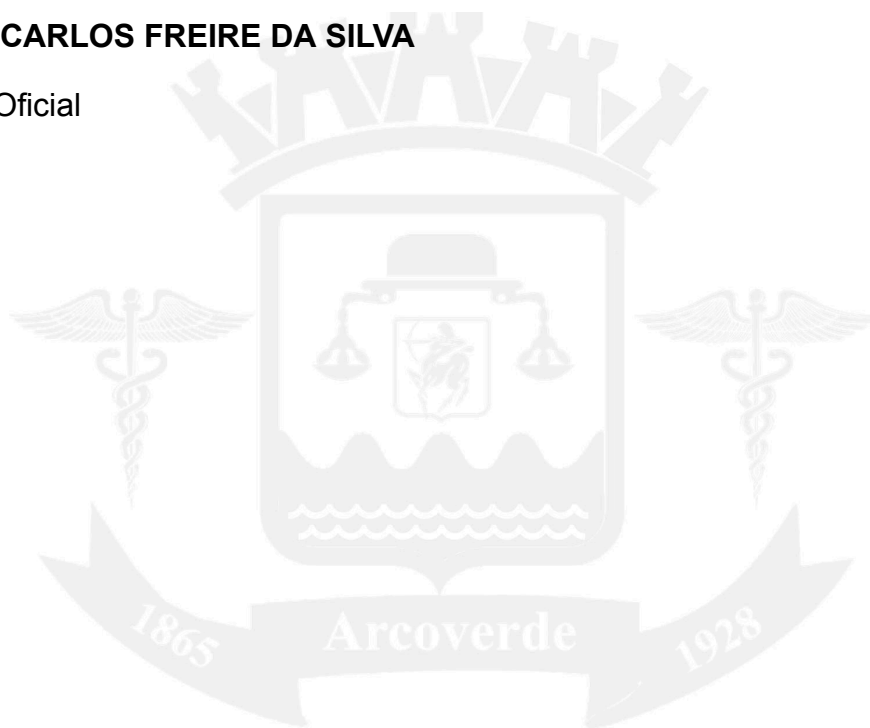 CARLOS FREIRE DA SILVA
Oficial
1865
Arcoverde
1928